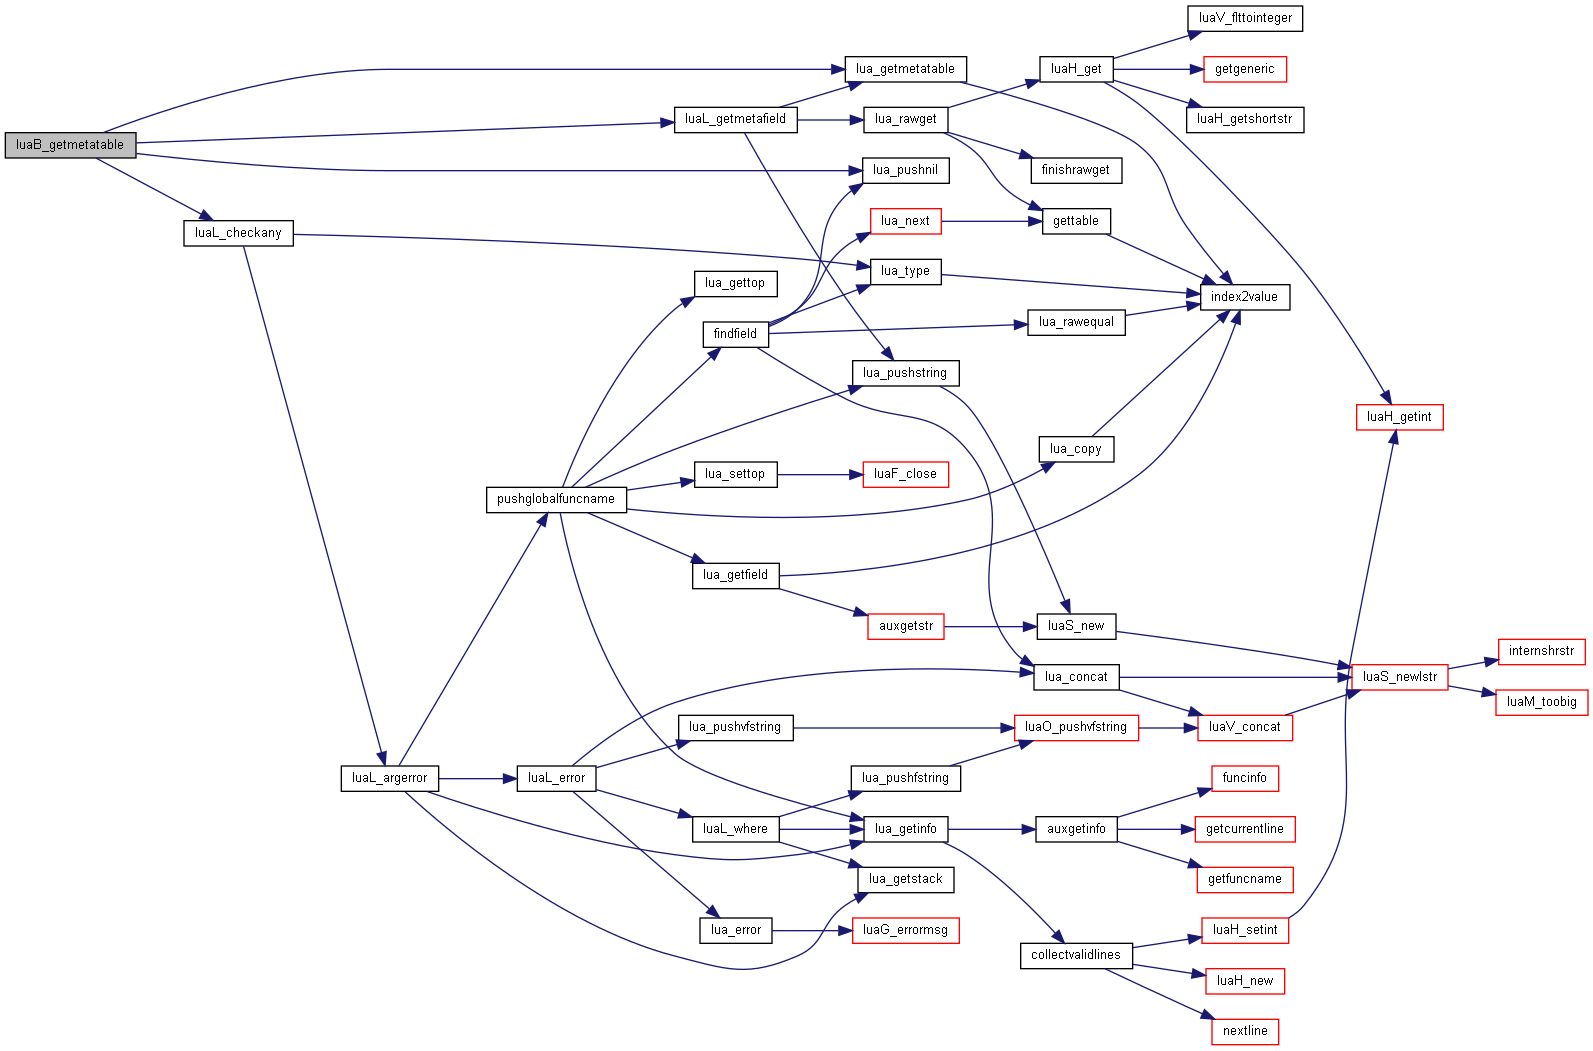 luaV_flttointeger
lua_getmetatable
luaH_get
getgeneric
luaL_getmetafield
lua_rawget
luaH_getshortstr
luaB_getmetatable
lua_pushnil
finishrawget
lua_next
gettable
luaL_checkany
lua_type
lua_gettop
index2value
findfield
lua_rawequal
lua_pushstring
luaH_getint
lua_copy
lua_settop
luaF_close
pushglobalfuncname
lua_getfield
auxgetstr
luaS_new
internshrstr
lua_concat
luaS_newlstr
luaM_toobig
lua_pushvfstring
luaO_pushvfstring
luaV_concat
luaL_argerror
luaL_error
lua_pushfstring
funcinfo
luaL_where
lua_getinfo
auxgetinfo
getcurrentline
lua_getstack
getfuncname
lua_error
luaG_errormsg
luaH_setint
collectvalidlines
luaH_new
nextline